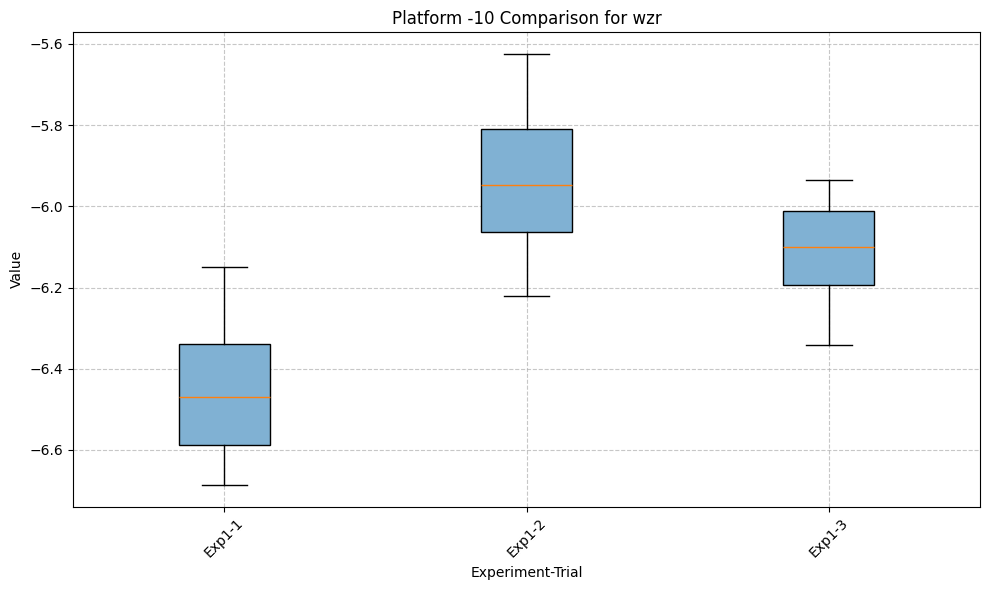 Platform -10 Comparison for wzr
Value
−5.6
−5.8
−6.0
−6.2
−6.4
−6.6
Exp1-1
Exp1-2
Exp1-3
Experiment-Trial